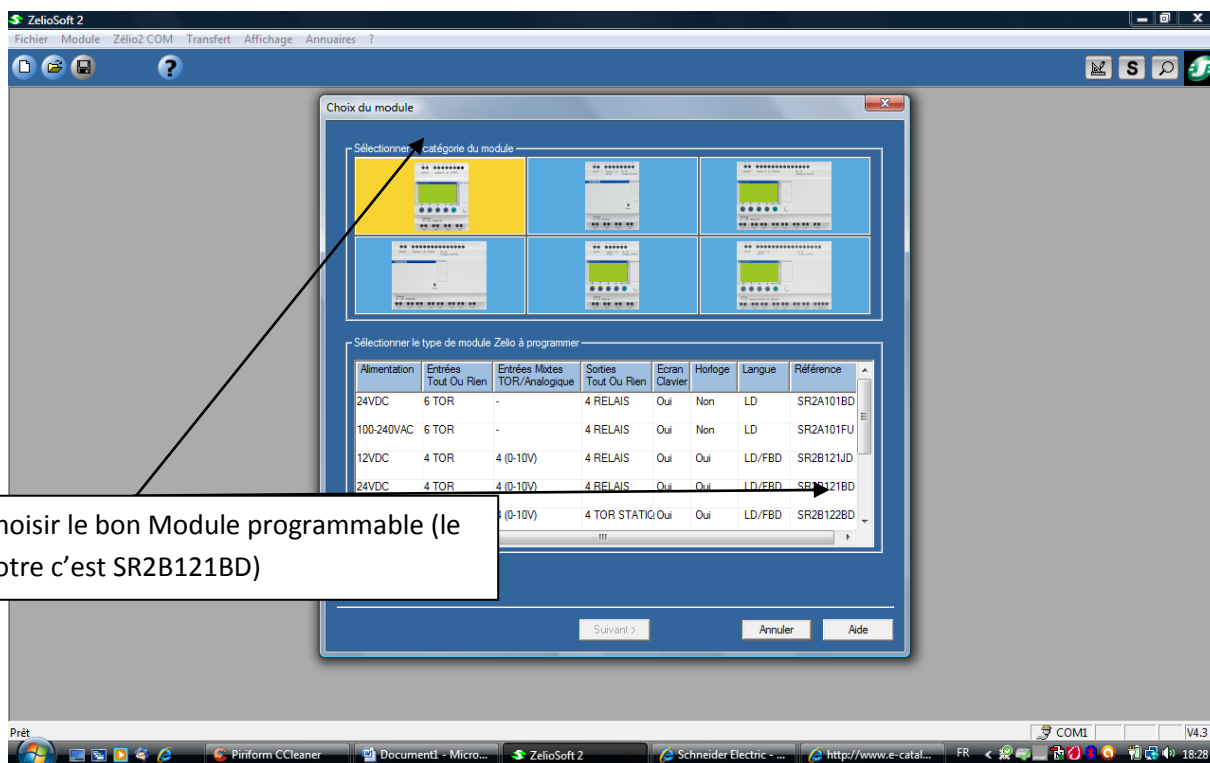 ZelioSoft 2
Fichier Module Zélio2 COM Transfert Affichage Annuaires ?
Choix du module
Sélectionner catégorie du module
Sélectionner le type de module Zelio à programmer
Alimentation Entrées Tout Ou Rien Entrées Mixtes TOR/Analogique Sorties Tout Ou Rien Ecran Clavier Horloge Langue Référence
24VDC 6 TOR - 4 RELAIS Oui Non LD SR2A101BD
100-240VAC 6 TOR - 4 RELAIS Oui Non LD SR2A101FU
12VDC 4 TOR 4 (0-10V) 4 RELAIS Oui Oui LD/FBD SR2B121JD
24VDC 4 TOR 4 (0-10V) 4 RELAIS Oui Oui LD/FBD SR2B121BD
(0-10V) 4 TOR STATIQ Oui Oui LD/FBD SR2B122BD
hoisir le bon Module programmable (le
otre c'est SR2B121BD)
Suivant >
Annuler
Aide
Prêt
COM1
V4.3
Piriform CCleaner
Document1 - Micro...
ZelioSoft 2
Schneider Electric - ...
http://www.e-catal...
FR
18:28